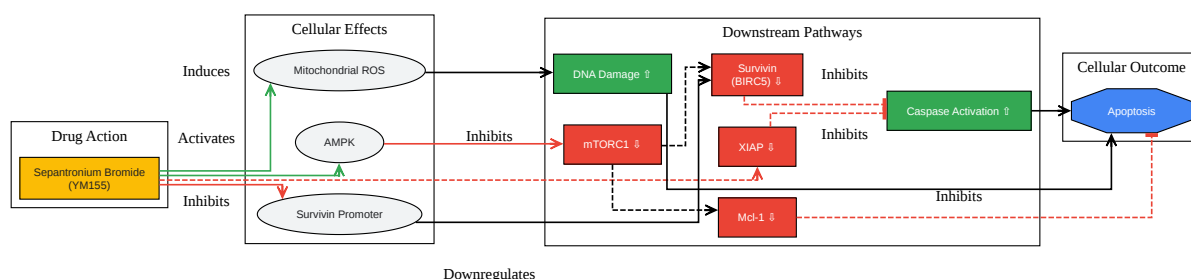 Cellular Effects
Downstream Pathways
Mitochondrial ROS
Induces
DNA Damage ⇧
Survivin
(BIRC5) ⇩
Inhibits
Cellular Outcome
Caspase Activation ⇧
Apoptosis
Drug Action
Activates
AMPK
Inhibits
mTORC1 ⇩
XIAP ⇩
Inhibits
Sepantronium Bromide
(YM155)
Inhibits
Survivin Promoter
Mcl-1 ⇩
Inhibits
Downregulates